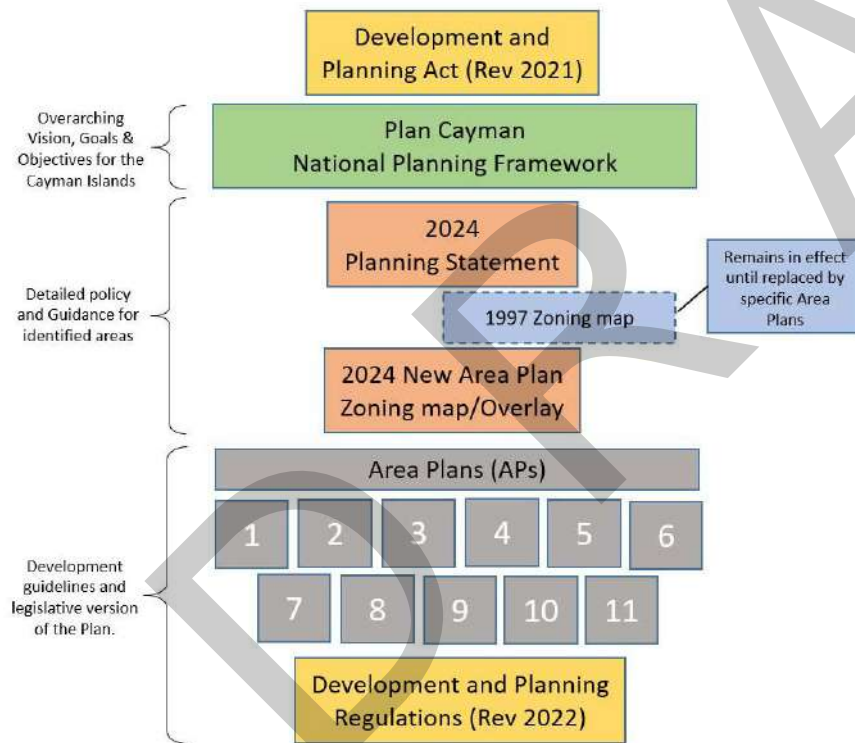 Development and
Planning Act (Rev 2021)
Overarching
Vision, Goals &
Objectives for the
Cayman Islands
Plan Cayman
National Planning Framework
2024
Planning Statement
Detailed policy
and Guidance for
identified areas
1997 Zoning map
Remains in effect
until replaced by
specific Area
Plans
2024 New Area Plan
Zoning map/Overlay
Area Plans (APs)
1 2 3 4 5 6
7 8 9 10 11
Development
guidelines and
legislative version
of the Plan.
Development and Planning
Regulations (Rev 2022)
DRA